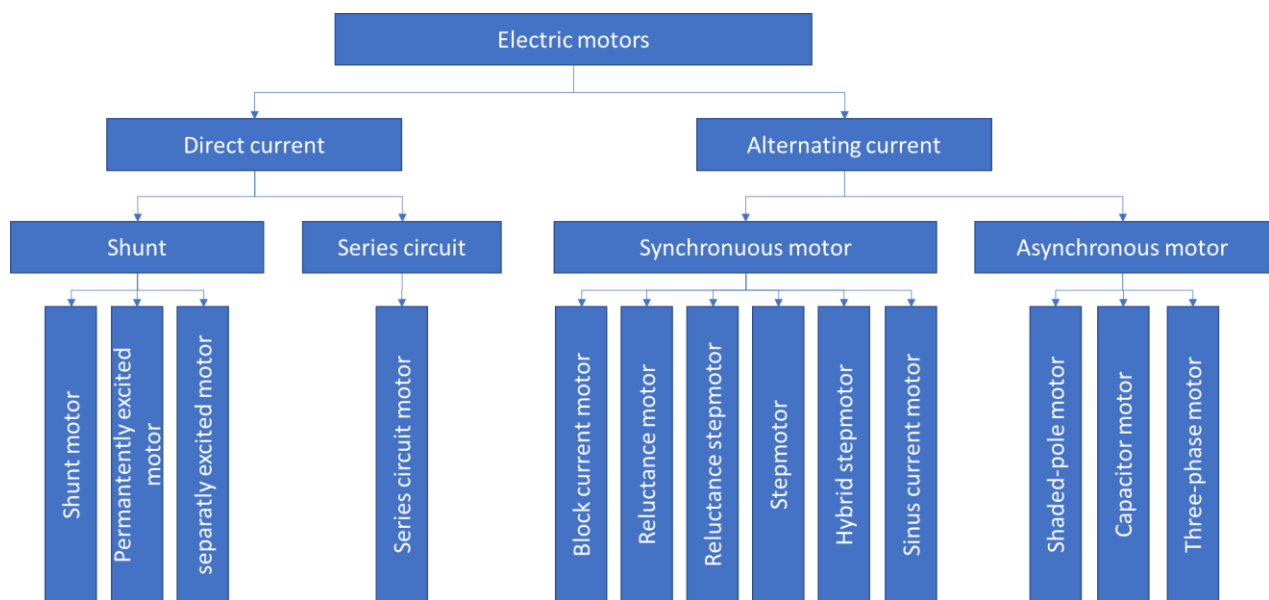 Electric motors
Direct current
Alternating current
Shunt
Series circuit
Synchronuous motor
Asynchronous motor
Shunt motor
Permantently excited
motor
separatly excited motor
Series circuit motor
Block current motor
Reluctance motor
Reluctance stepmotor
Stepmotor
Hybrid stepmotor
Sinus current motor
Shaded-pole motor
Capacitor motor
Three-phase motor